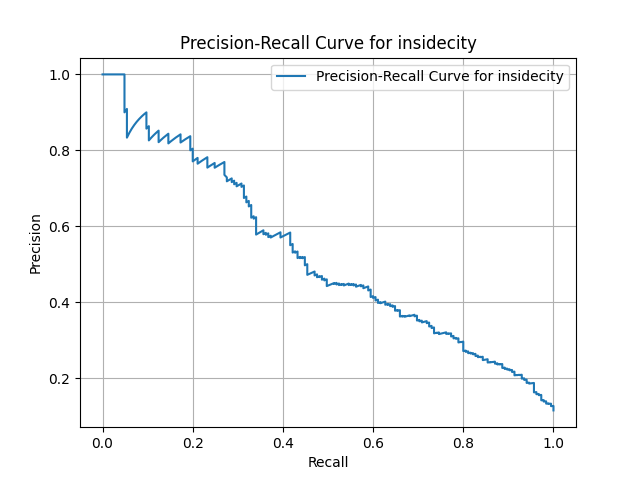 Precision-Recall Curve for insidecity
Precision-Recall Curve for insidecity
1.0
0.8
0.6
0.4
0.2
Precision
0.0 0.2 0.4 0.6 0.8 1.0
Recall